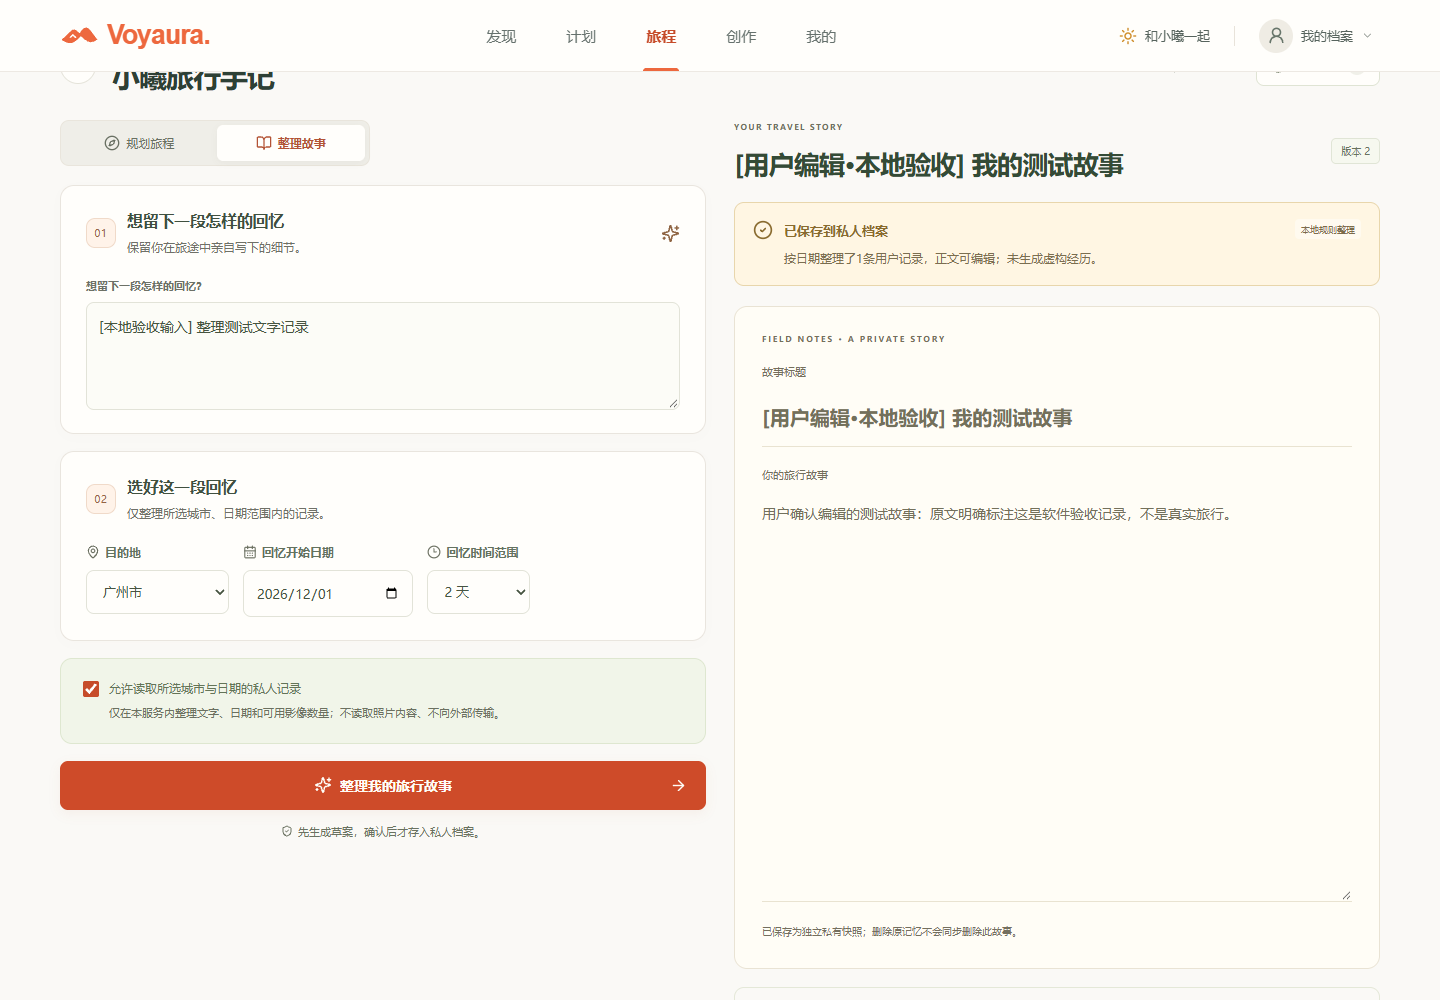 Voyaura.
发现
计划
旅程
创作
我的
和小曦一起
我的档案
小曦旅行手记
规划旅程
整理故事
01
想留下一段怎样的回忆
保留你在旅途中亲自写下的细节。
想留下一段怎样的回忆?
[本地验收输入] 整理测试文字记录
02
选好这一段回忆
仅整理所选城市、日期范围内的记录。
目的地
回忆开始日期
回忆时间范围
广州市
2026/12/01
2 天
允许读取所选城市与日期的私人记录
仅在本服务内整理文字、日期和可用影像数量；不读取照片内容、不向外部传输。
整理我的旅行故事
先生成草案，确认后才存入私人档案。
YOUR TRAVEL STORY
[用户编辑•本地验收] 我的测试故事
版本 2
已保存到私人档案
本地规则整理
按日期整理了1条用户记录，正文可编辑；未生成虚构经历。
FIELD NOTES • A PRIVATE STORY
故事标题
[用户编辑•本地验收] 我的测试故事
你的旅行故事
用户确认编辑的测试故事：原文明确标注这是软件验收记录，不是真实旅行。
已保存为独立私有快照；删除原记忆不会同步删除此故事。